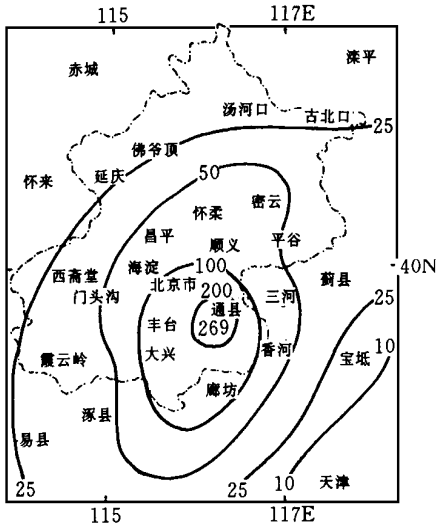 115 117E
滦平
赤城
汤河口
古北口 25
佛爷顶
延庆
怀来
50
密云
怀柔
昌平
顺义
平谷
西斋堂 海淀 100 40N
北京市
蓟县
门头沟 200 三河
通县
25
丰台 269
霞云岭 大兴 香河 宝坻 10
廊坊
涿县
易县
25 25 10 天津
115 117E